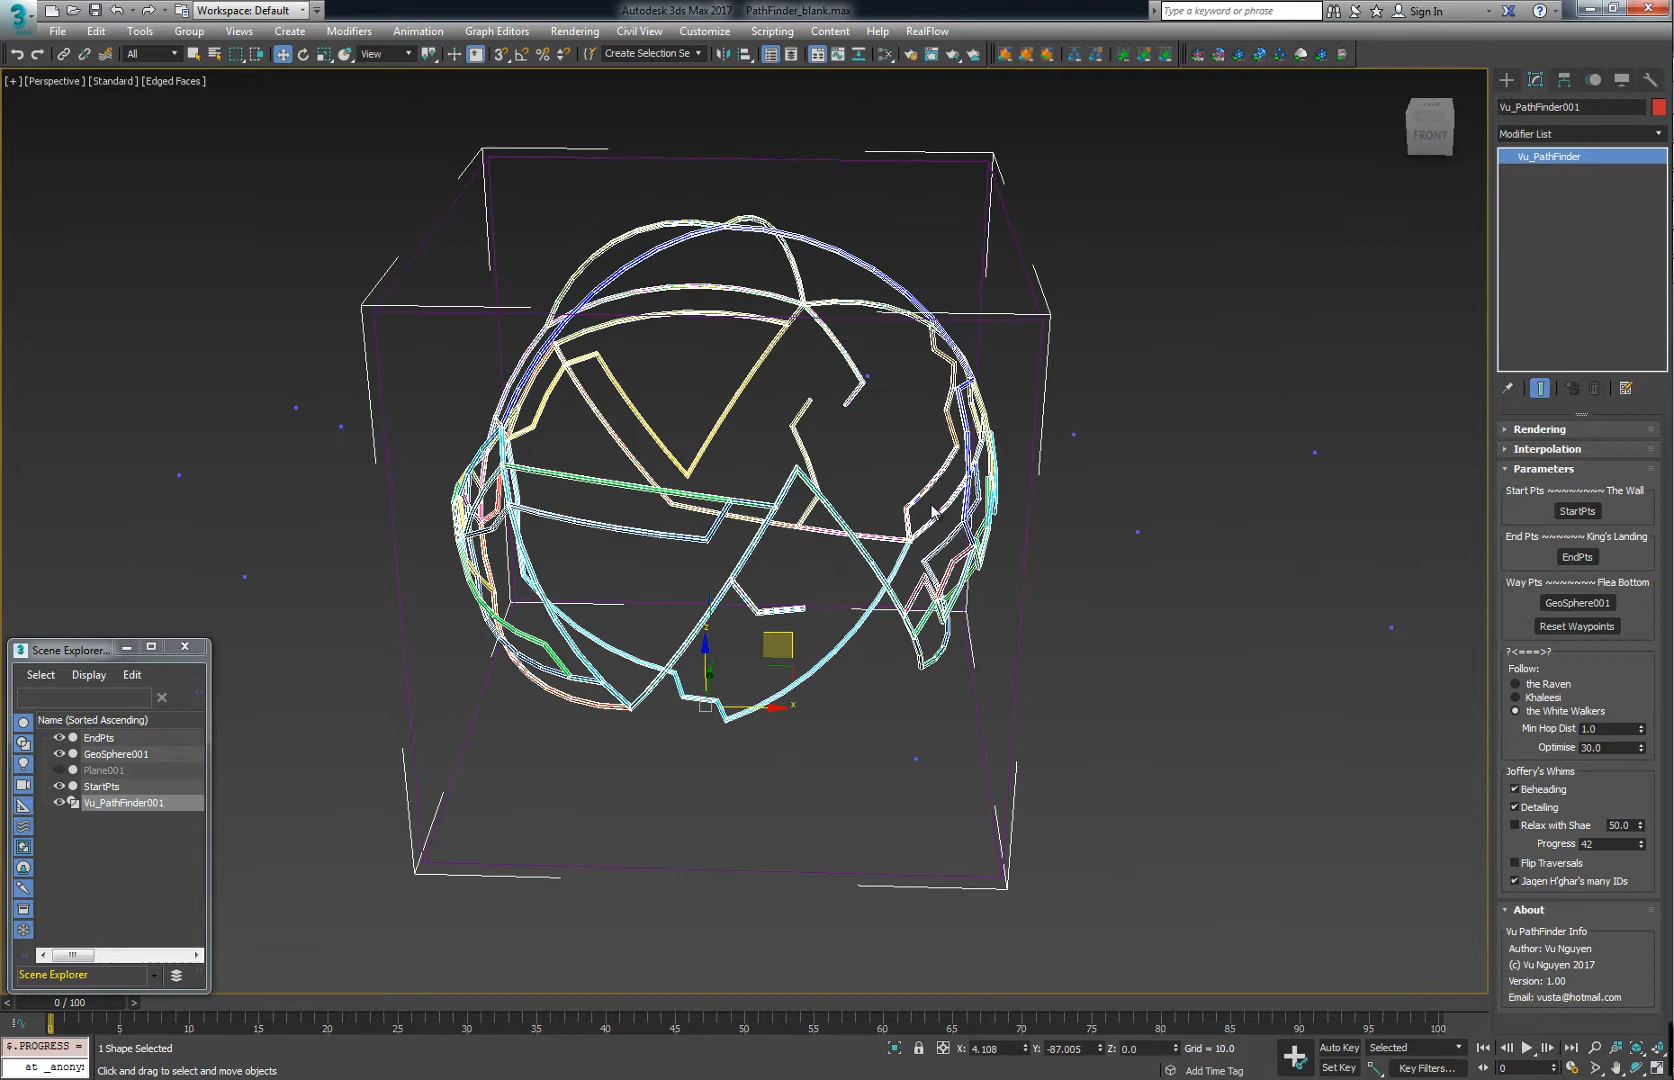 3 Workspace: Default Autodesk 3ds Max 2017 PathFinder_blank.max Type a keyword or phrase Sign In
MAX
File Edit Tools Group Views Create Modifiers Animation Graph Editors Rendering Civil View Customize Scripting Content Help RealFlow
All View Create Selection Se
[+] [Perspective] [Standard] [Edged Faces]
FRONT
Vu_PathFinder001
Modifier List
Vu_PathFinder
Rendering
Interpolation
Parameters
Start Pts ~~~~~~~~ The Wall
StartPts
End Pts ~~~~~~ King's Landing
EndPts
Way Pts ~~~~~~~ Flea Bottom
GeoSphere001
Reset Waypoints
?<===>?
Follow:
the Raven
Khaleesi
the White Walkers
Min Hop Dist 1.0
Optimise 30.0
Joffery's Whims
Beheading
Detailing
Relax with Shae 50.0
Progress 42
Flip Traversals
Jaqen H'ghar's many IDs
About
Vu PathFinder Info
Author: Vu Nguyen
(c) Vu Nguyen 2017
Version: 1.00
Email: vusta@hotmail.com
z
x
3 Scene Explorer...
Select Display Edit
Name (Sorted Ascending)
EndPts
GeoSphere001
Plane001
StartPts
Vu_PathFinder001
Scene Explorer
0 / 100
0 5 10 15 20 25 30 35 40 45 50 55 60 65 70 75 80 85 90 95 100
$.PROGRESS = 1 Shape Selected X: 4.108 Y: -87.005 Z: 0.0 Grid = 10.0 Auto Key Selected
at _anony: Click and drag to select and move objects Add Time Tag Set Key Key Filters... 0